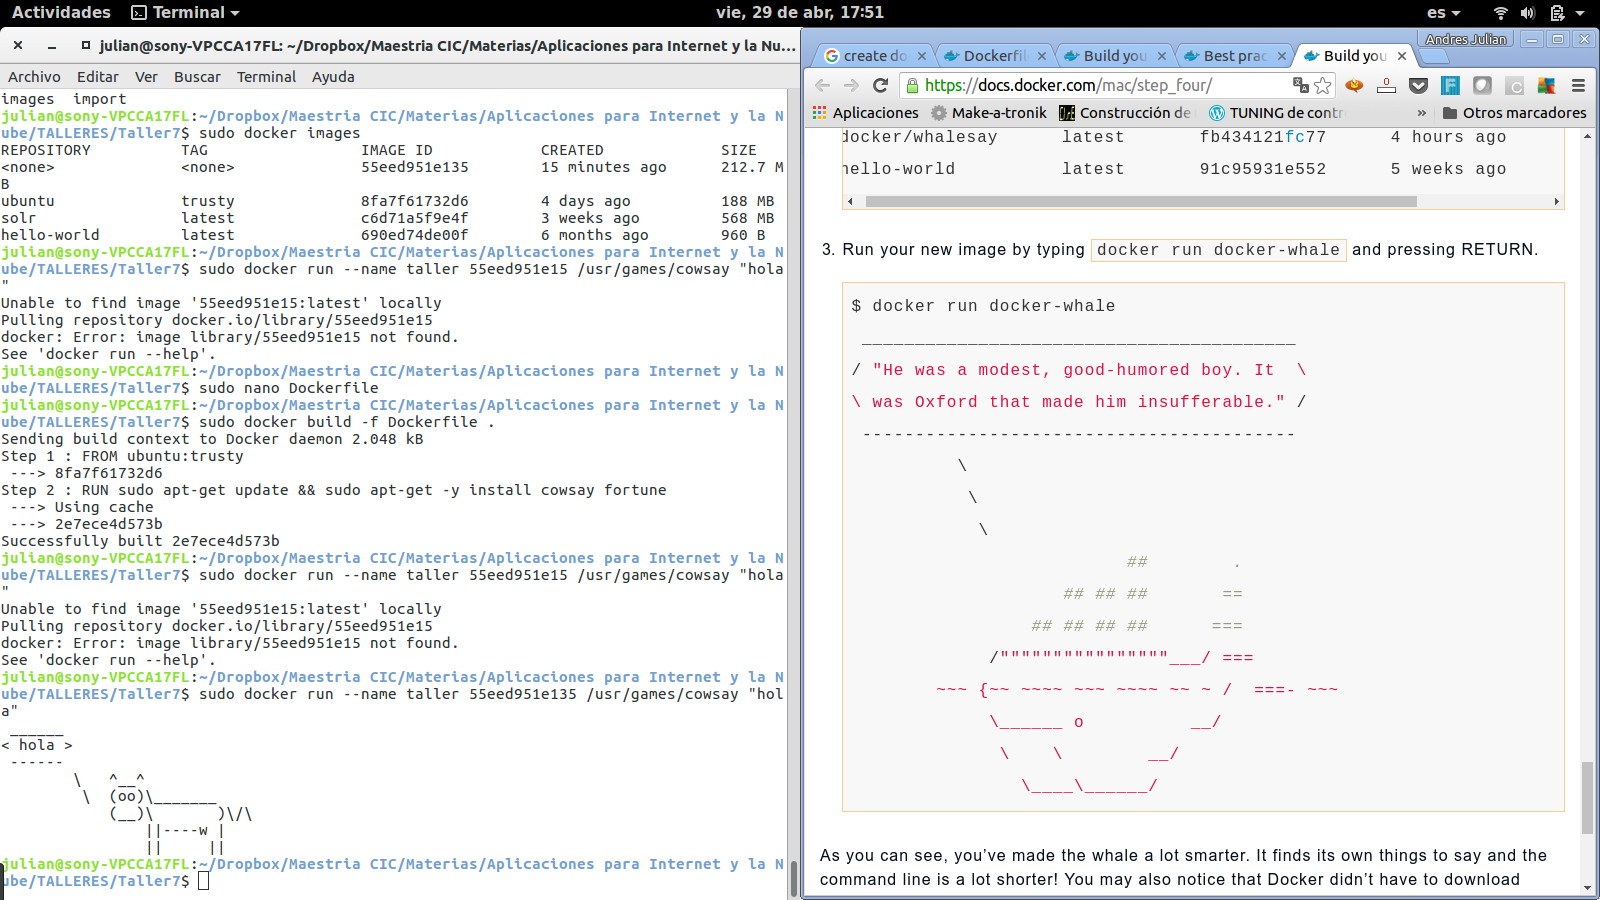 Actividades Terminal vie, 29 de abr, 17:51 es
julian@sony-VPCCA17FL: ~/Dropbox/Maestria CIC/Materias/Aplicaciones para Internet y la Nu...
Archivo Editar Ver Buscar Terminal Ayuda
images  import
julian@sony-VPCCA17FL:~/Dropbox/Maestria CIC/Materias/Aplicaciones para Internet y la N
ube/TALLERES/Taller7$ sudo docker images
REPOSITORY          TAG                 IMAGE ID            CREATED             SIZE
<none>              <none>              55eed951e135        15 minutes ago      212.7 M
B
ubuntu              trusty              8fa7f61732d6        4 days ago          188 MB
solr                latest              c6d71a5f9e4f        3 weeks ago         568 MB
hello-world         latest              690ed74de00f        6 months ago        960 B
julian@sony-VPCCA17FL:~/Dropbox/Maestria CIC/Materias/Aplicaciones para Internet y la N
ube/TALLERES/Taller7$ sudo docker run --name taller 55eed951e15 /usr/games/cowsay "hola
"
Unable to find image '55eed951e15:latest' locally
Pulling repository docker.io/library/55eed951e15
docker: Error: image library/55eed951e15 not found.
See 'docker run --help'.
julian@sony-VPCCA17FL:~/Dropbox/Maestria CIC/Materias/Aplicaciones para Internet y la N
ube/TALLERES/Taller7$ sudo nano Dockerfile
julian@sony-VPCCA17FL:~/Dropbox/Maestria CIC/Materias/Aplicaciones para Internet y la N
ube/TALLERES/Taller7$ sudo docker build -f Dockerfile .
Sending build context to Docker daemon 2.048 kB
Step 1 : FROM ubuntu:trusty
 ---> 8fa7f61732d6
Step 2 : RUN sudo apt-get update && sudo apt-get -y install cowsay fortune
 ---> Using cache
 ---> 2e7ece4d573b
Successfully built 2e7ece4d573b
julian@sony-VPCCA17FL:~/Dropbox/Maestria CIC/Materias/Aplicaciones para Internet y la N
ube/TALLERES/Taller7$ sudo docker run --name taller 55eed951e15 /usr/games/cowsay "hola
"
Unable to find image '55eed951e15:latest' locally
Pulling repository docker.io/library/55eed951e15
docker: Error: image library/55eed951e15 not found.
See 'docker run --help'.
julian@sony-VPCCA17FL:~/Dropbox/Maestria CIC/Materias/Aplicaciones para Internet y la N
ube/TALLERES/Taller7$ sudo docker run --name taller 55eed951e135 /usr/games/cowsay "hol
a"
 ______
< hola >
 ------
        \   ^__^
         \  (oo)\_______
            (__)\       )\/\
                ||----w |
                ||     ||
julian@sony-VPCCA17FL:~/Dropbox/Maestria CIC/Materias/Aplicaciones para Internet y la N
ube/TALLERES/Taller7$
Andres Julian
create do Dockerfil Build you Best prac Build you
https://docs.docker.com/mac/step_four/
Aplicaciones Make-a-tronik Construcción de TUNING de contr » Otros marcadores
docker/whalesay      latest       fb434121fc77      4 hours ago
hello-world          latest       91c95931e552      5 weeks ago
3. Run your new image by typing docker run docker-whale and pressing RETURN.
$ docker run docker-whale
 _________________________________________
/ "He was a modest, good-humored boy. It  \
\ was Oxford that made him insufferable." /
 -----------------------------------------
          \
           \
            \
                          ##        .
                    ## ## ##       ==
                 ## ## ## ##      ===
             /""""""""""""""""___/ ===
        ~~~ {~~ ~~~~ ~~~ ~~~~ ~~ ~ /  ===- ~~~
             \______ o          __/
              \    \        __/
                \____\______/
As you can see, you’ve made the whale a lot smarter. It finds its own things to say and the
command line is a lot shorter! You may also notice that Docker didn’t have to download